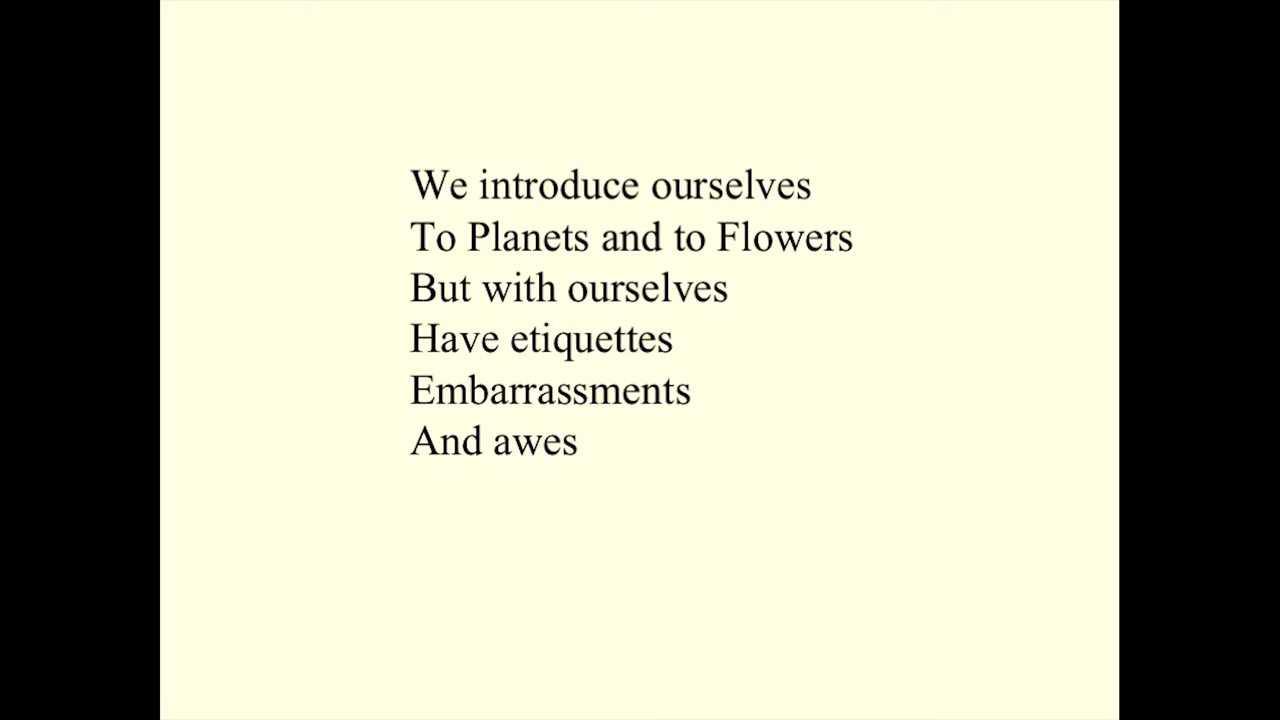 We introduce ourselves
To Planets and to Flowers
But with ourselves
Have etiquettes
Embarrassments
And awes